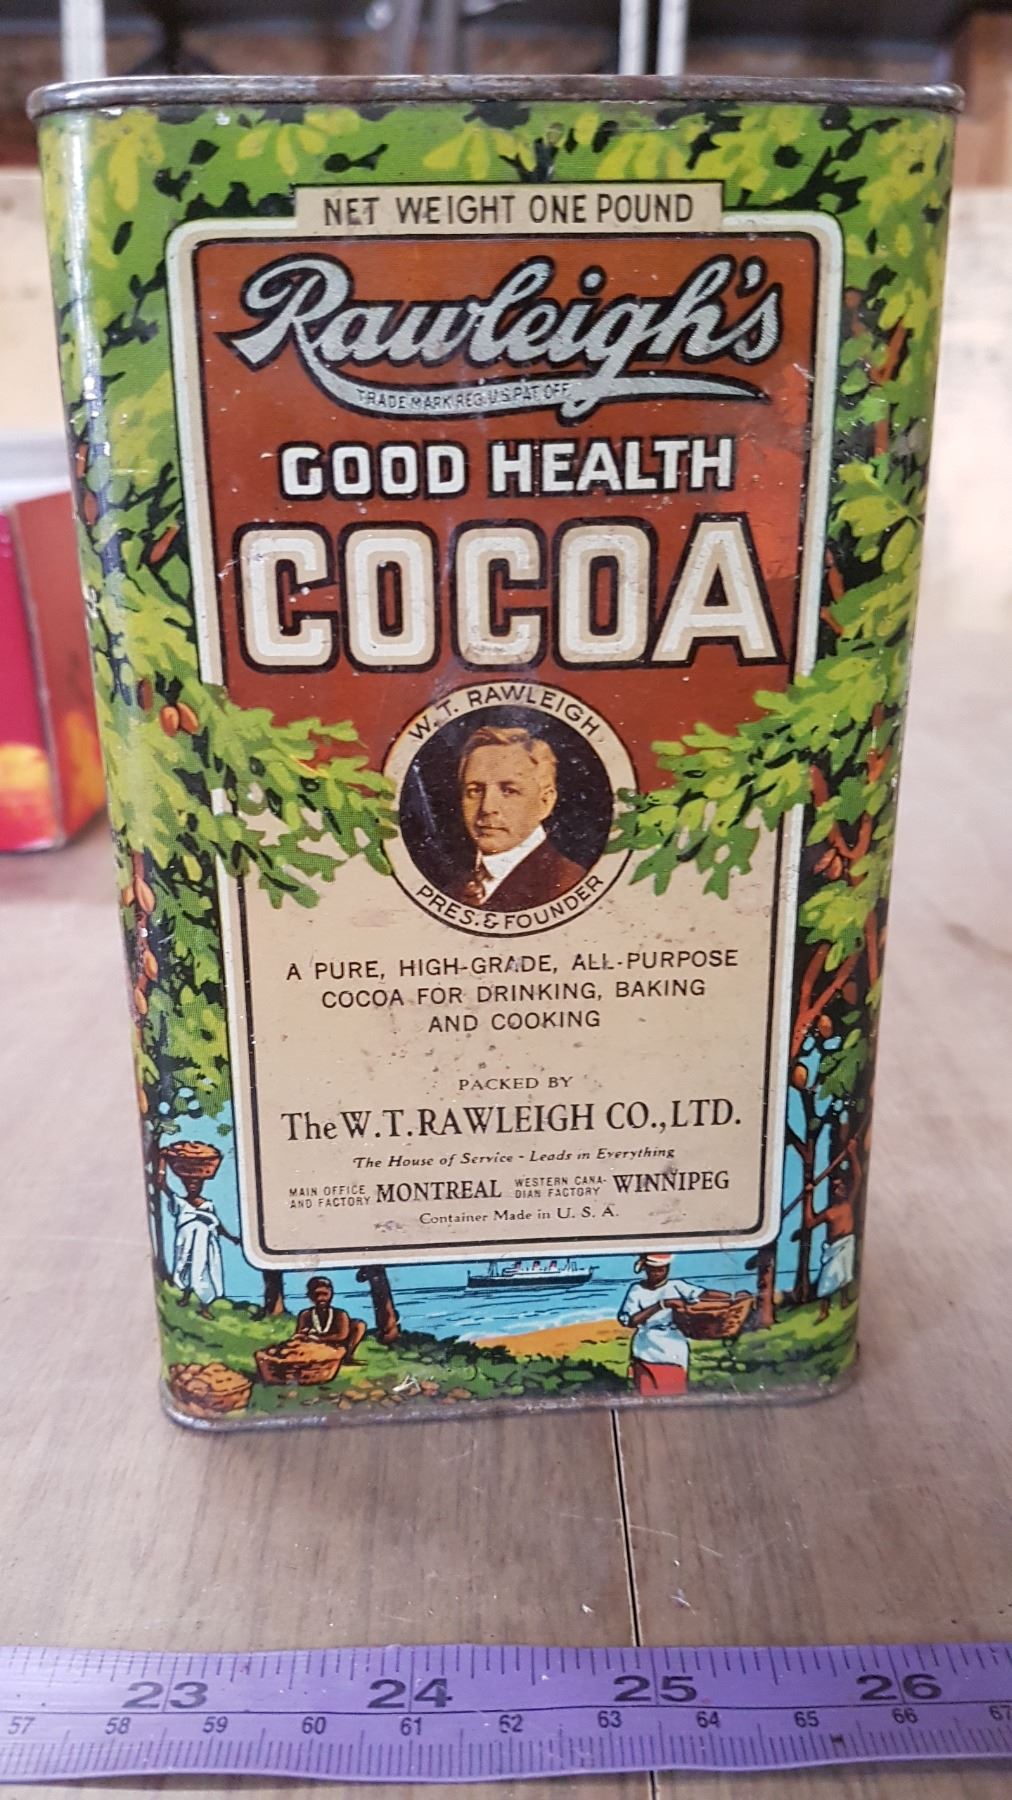 NET WEIGHT ONE POUND
Rawleigh's
TRADE MARK REG. U.S. PAT. OFF.
GOOD HEALTH
COCOA
W. T. RAWLEIGH
PRES. & FOUNDER
A PURE, HIGH-GRADE, ALL-PURPOSE
COCOA FOR DRINKING, BAKING
AND COOKING
PACKED BY
The W. T. RAWLEIGH CO., LTD.
The House of Service - Leads in Everything
MAIN OFFICE AND FACTORY MONTREAL WESTERN CANA-DIAN FACTORY WINNIPEG
Container Made in U. S. A.
23 24 25 26
57 58 59 60 61 62 63 64 65 66 67